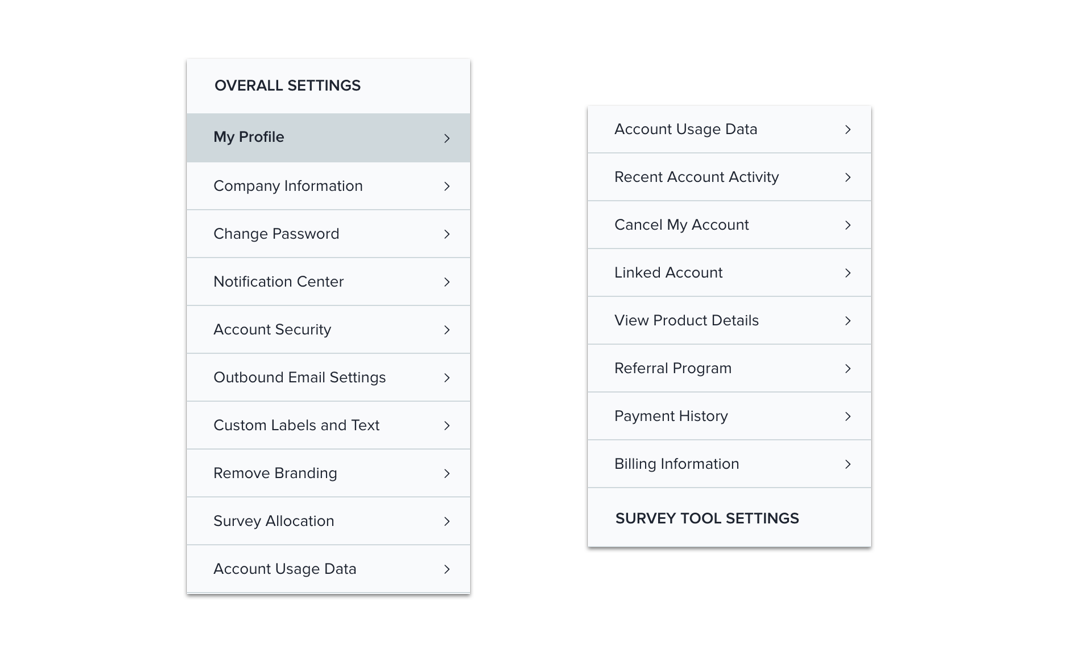 OVERALL SETTINGS
My Profile
Company Information
Change Password
Notification Center
Account Security
Outbound Email Settings
Custom Labels and Text
Remove Branding
Survey Allocation
Account Usage Data
Account Usage Data
Recent Account Activity
Cancel My Account
Linked Account
View Product Details
Referral Program
Payment History
Billing Information
SURVEY TOOL SETTINGS